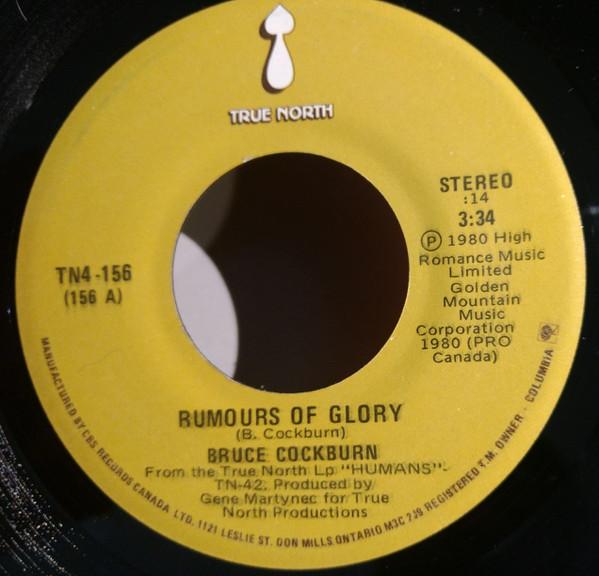 TRUE NORTH
STEREO
:14
3:34
Ⓟ 1980 High
Romance Music
Limited
Golden
Mountain
Music
Corporation
1980 (PRO
Canada)
TN4-156
(156 A)
RUMOURS OF GLORY
(B. Cockburn)
BRUCE COCKBURN
From the True North Lp "HUMANS"-
TN-42. Produced by
Gene Martynec for True
North Productions
MANUFACTURED BY CBS RECORDS CANADA LTD. 1121 LESLIE ST. DON MILLS. ONTARIO M3C 2J9 REGISTERED T.M. OWNER - COLUMBIA